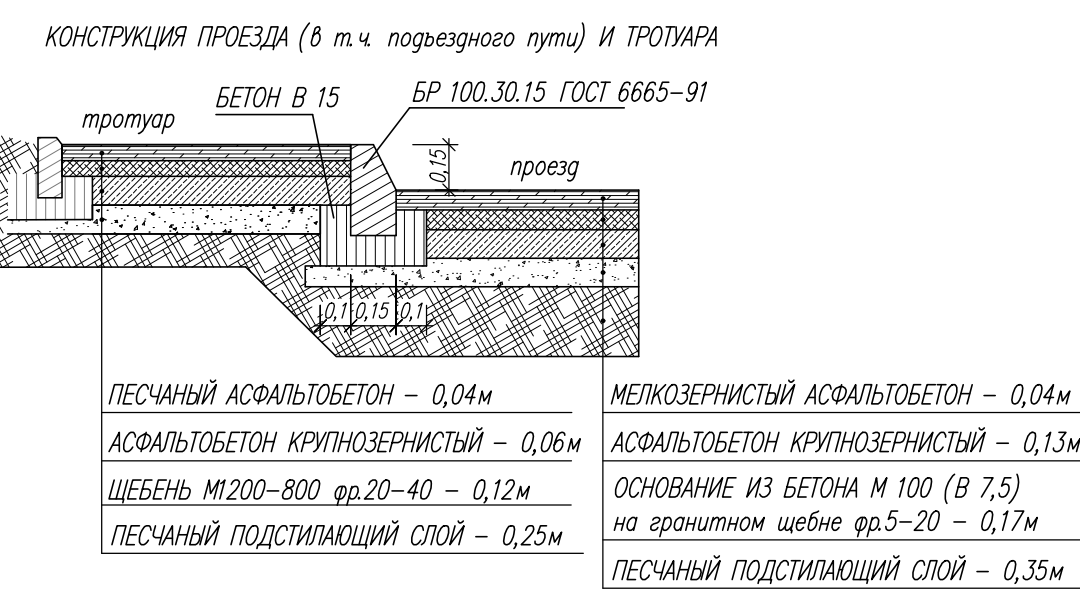 КОНСТРУКЦИЯ ПРОЕЗДА (в т.ч. подьездного пути) И ТРОТУАРА
БЕТОН В 15
БР 100.30.15 ГОСТ 6665-91
тротуар
0,15
проезд
0,1 0,15 0,1
ПЕСЧАНЫЙ АСФАЛЬТОБЕТОН - 0,04м
АСФАЛЬТОБЕТОН КРУПНОЗЕРНИСТЫЙ - 0,06м
ЩЕБЕНЬ М1200-800 фр.20-40 - 0,12м
ПЕСЧАНЫЙ ПОДСТИЛАЮЩИЙ СЛОЙ - 0,25м
МЕЛКОЗЕРНИСТЫЙ АСФАЛЬТОБЕТОН - 0,04м
АСФАЛЬТОБЕТОН КРУПНОЗЕРНИСТЫЙ - 0,13м
ОСНОВАНИЕ ИЗ БЕТОНА М 100 (В 7,5)
на гранитном щебне фр.5-20 - 0,17м
ПЕСЧАНЫЙ ПОДСТИЛАЮЩИЙ СЛОЙ - 0,35м